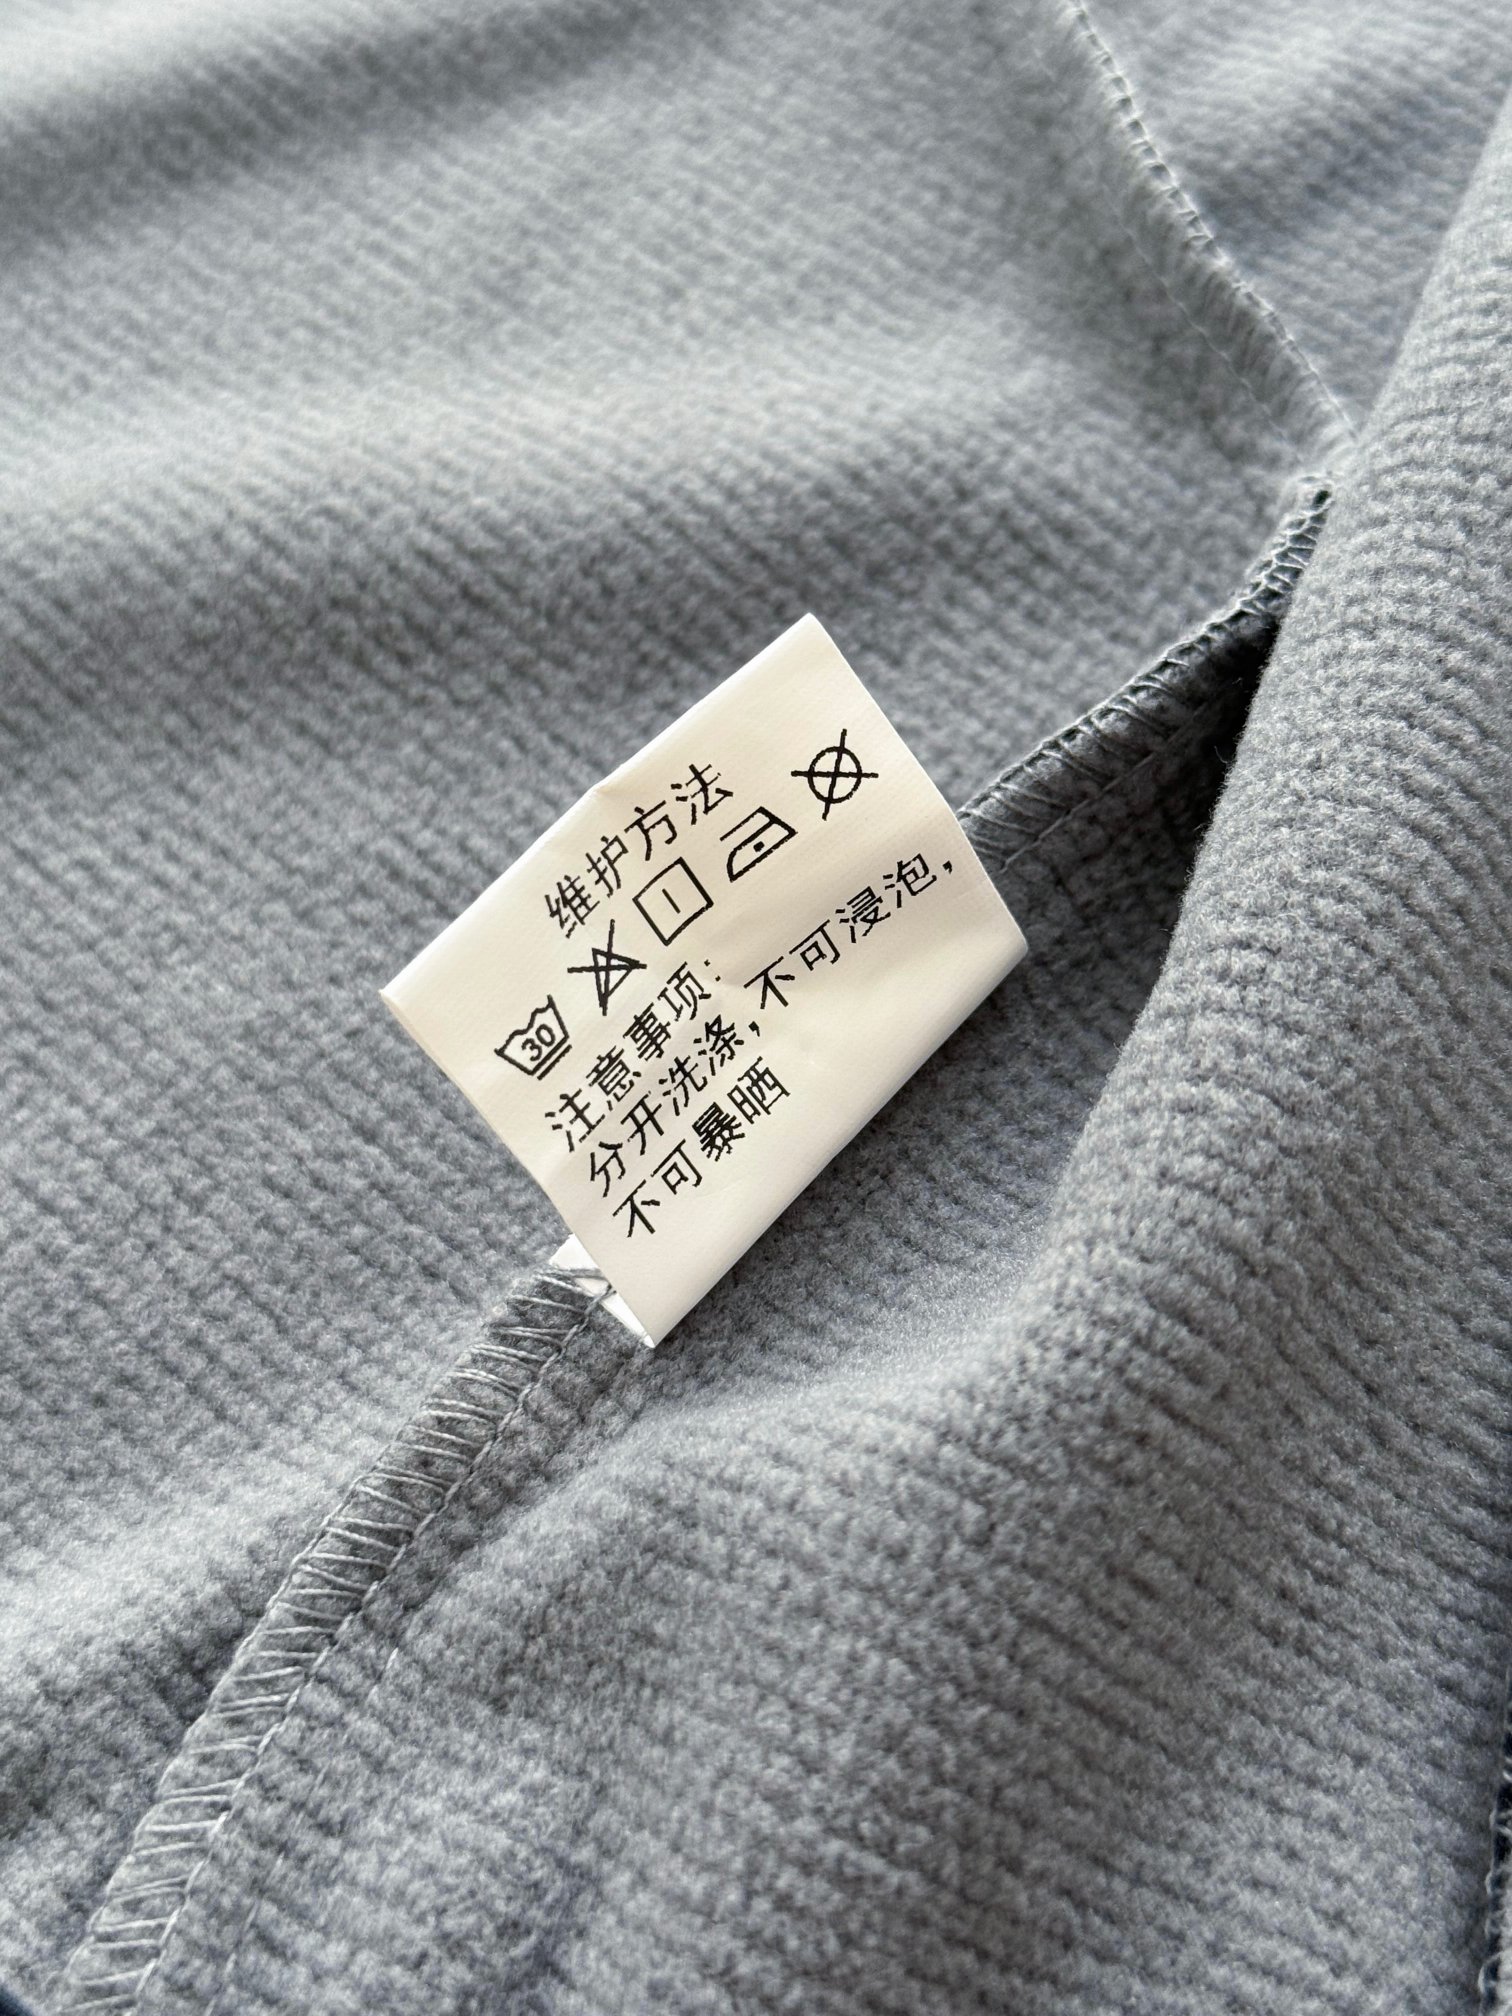 维护方法
30
注意事项:
分开洗涤,不可浸泡,
不可暴晒